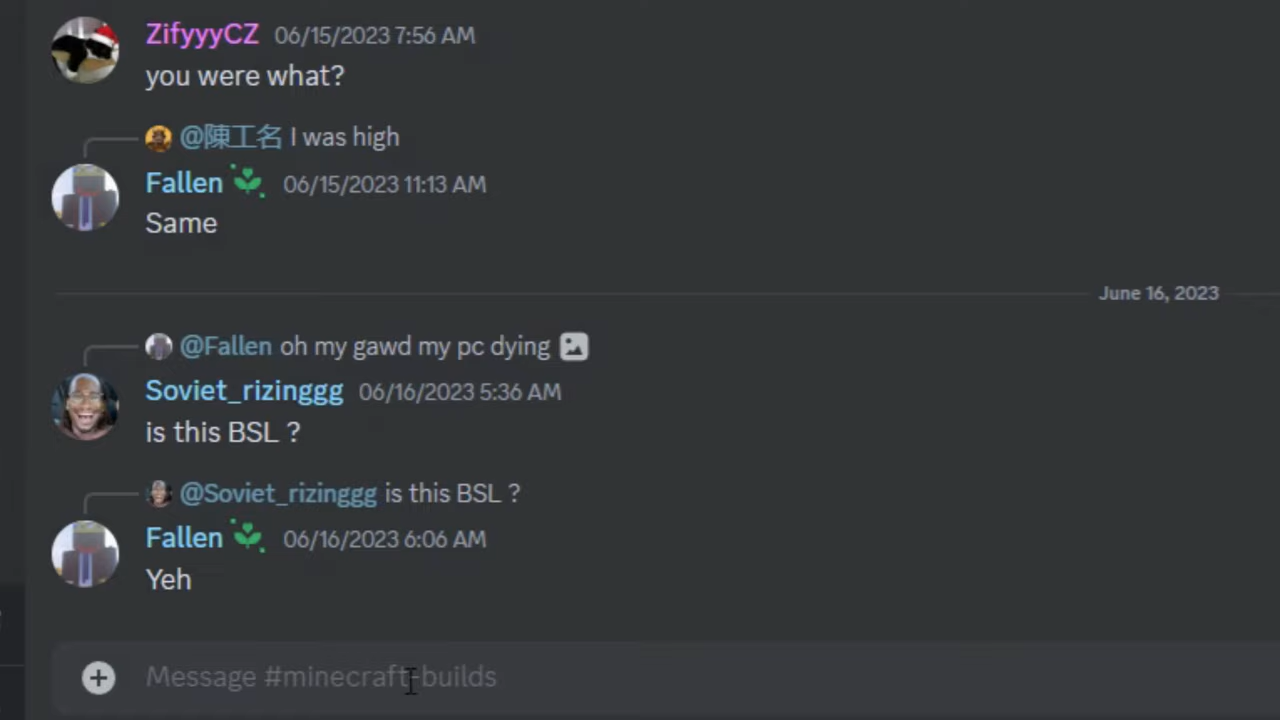 ZifyyyCZ 06/15/2023 7:56 AM
you were what?
@陳工名 I was high
Fallen 06/15/2023 11:13 AM
Same
June 16, 2023
@Fallen oh my gawd my pc dying
Soviet_rizinggg 06/16/2023 5:36 AM
is this BSL ?
@Soviet_rizinggg is this BSL ?
Fallen 06/16/2023 6:06 AM
Yeh
Message #minecraft-builds